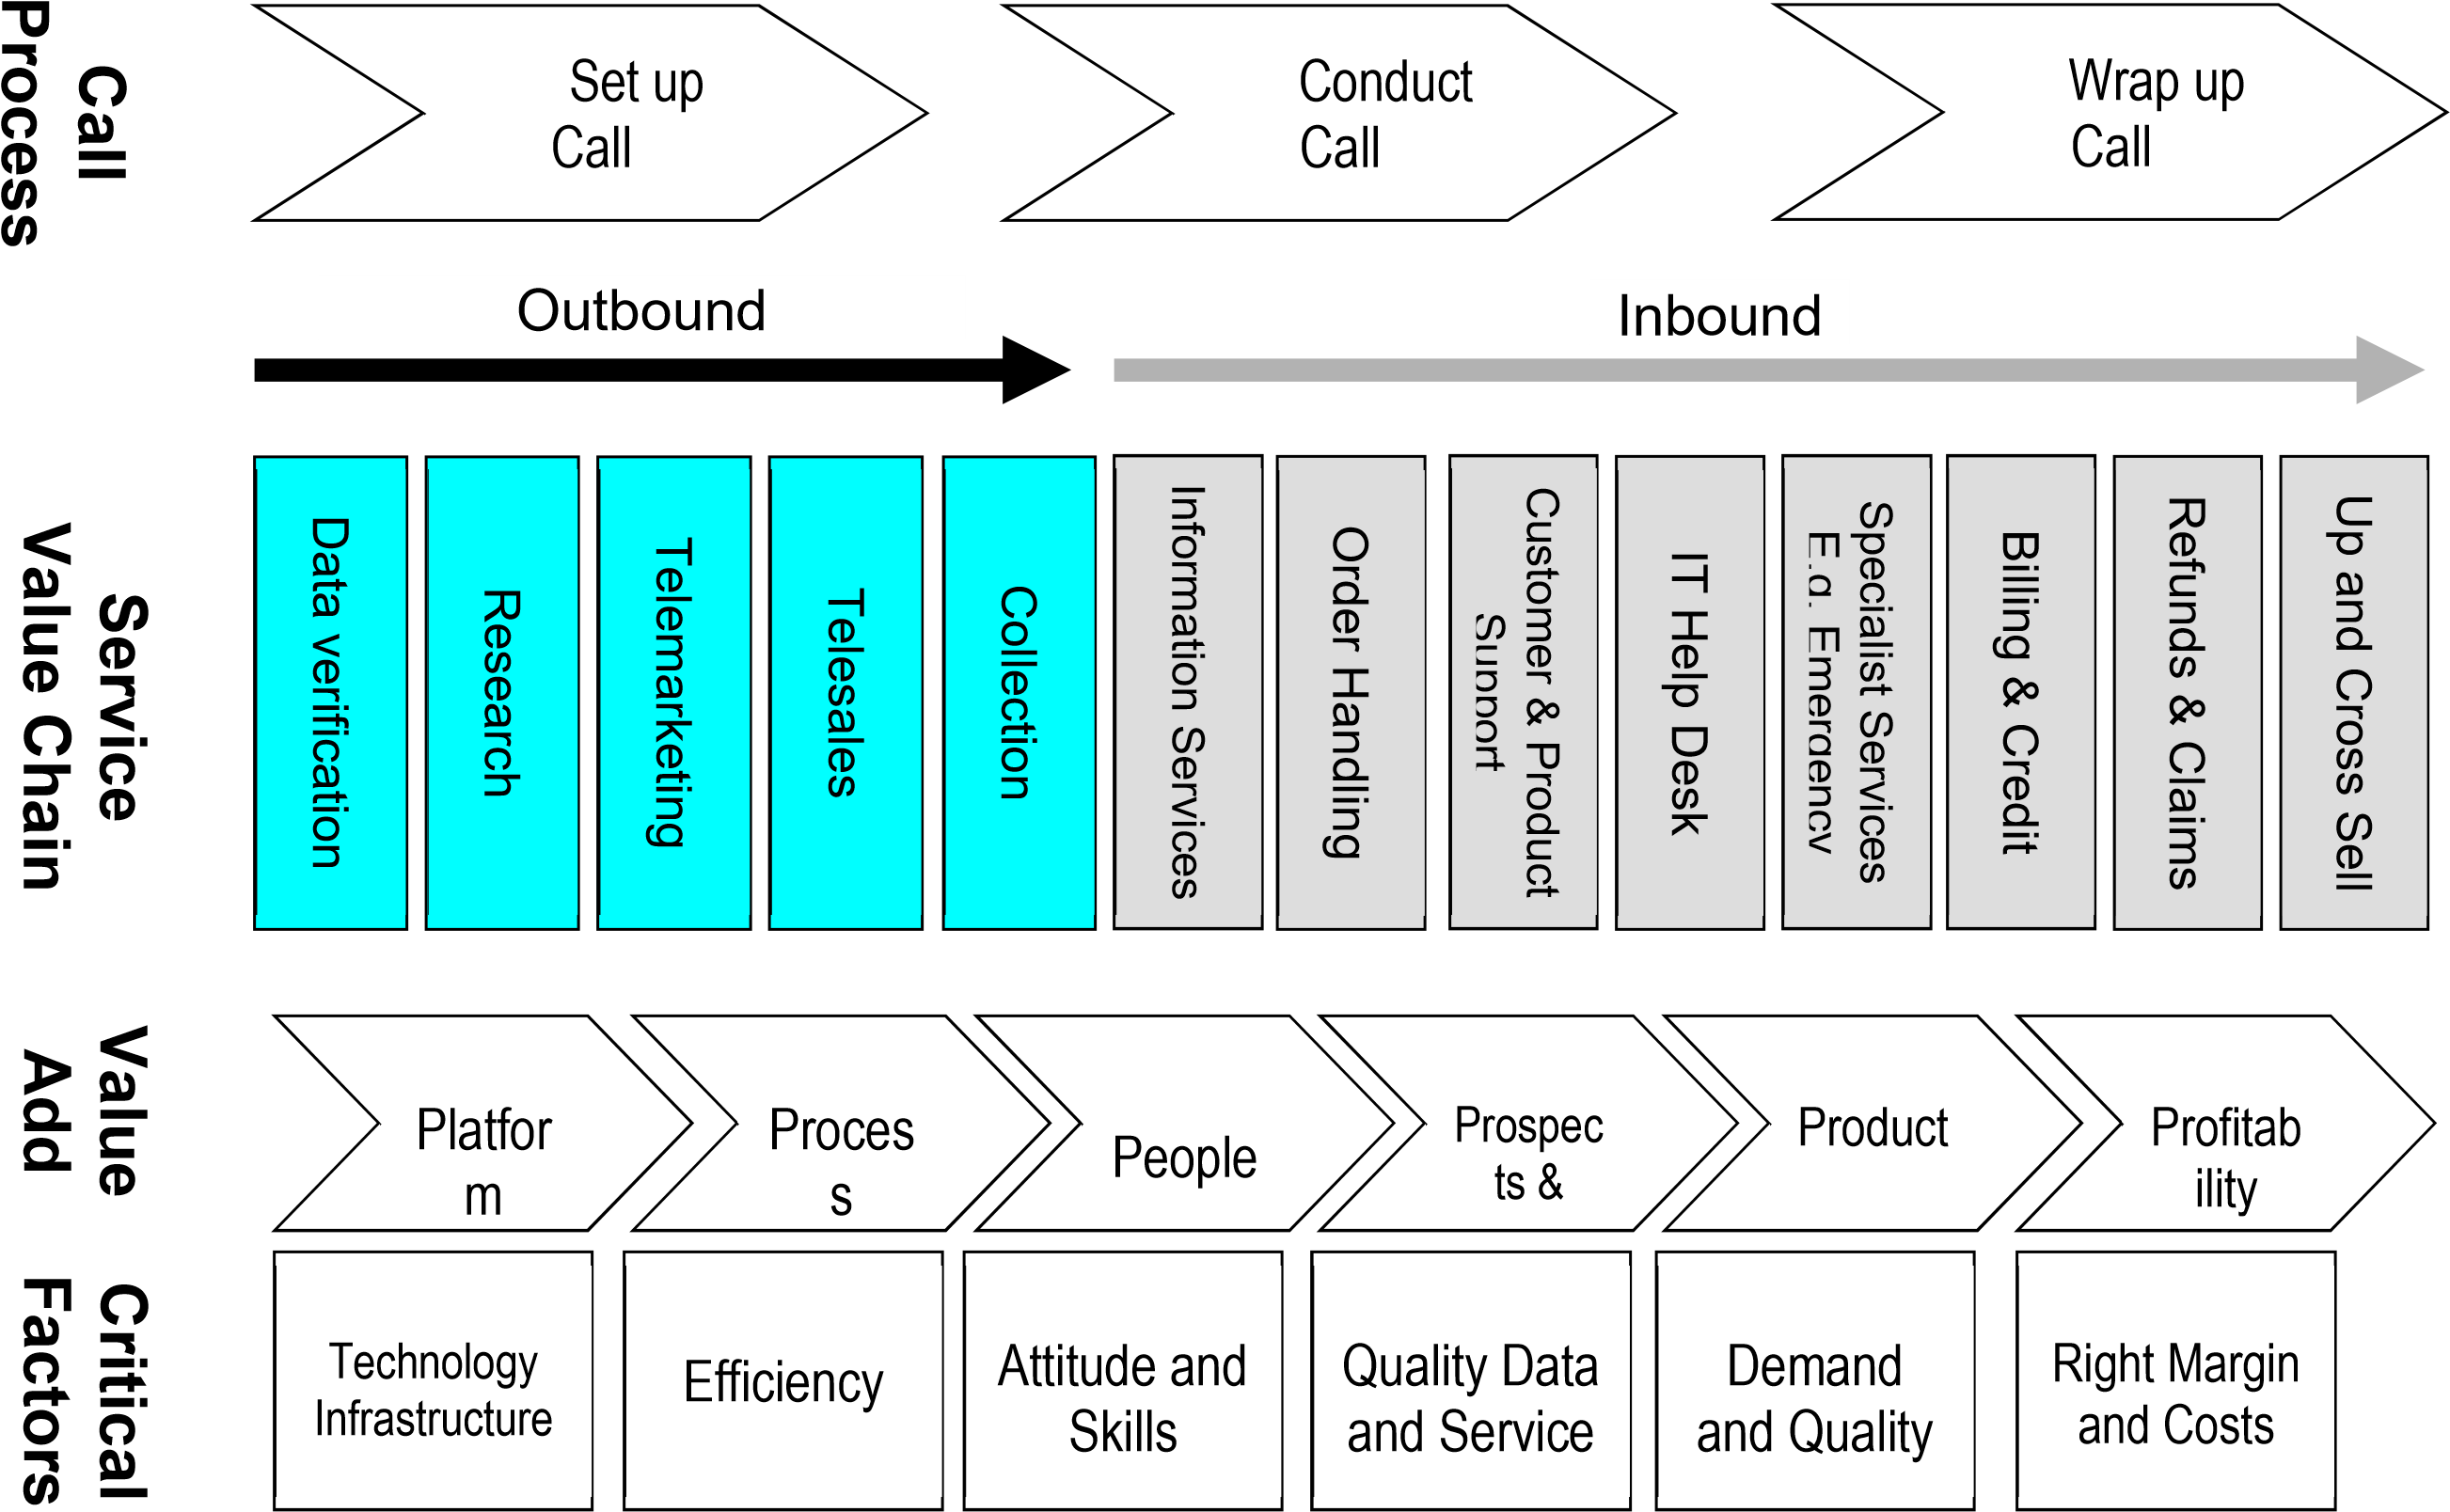 Call
Process
Set up
Call
Conduct
Call
Wrap up
Call
Outbound
Inbound
Service
Value Chain
Data verification
Research
Telemarketing
Telesales
Collection
Information Services
Order Handling
Customer & Product
Support
IT Help Desk
Specialist Services
E.g. Emergency
Billing & Credit
Refunds & Claims
Up and Cross Sell
Value
Add
Platfor
m
Proces
s
People
Prospec
ts &
Product
Profitab
ility
Critical
Factors
Technology
Infrastructure
Efficiency
Attitude and
Skills
Quality Data
and Service
Demand
and Quality
Right Margin
and Costs